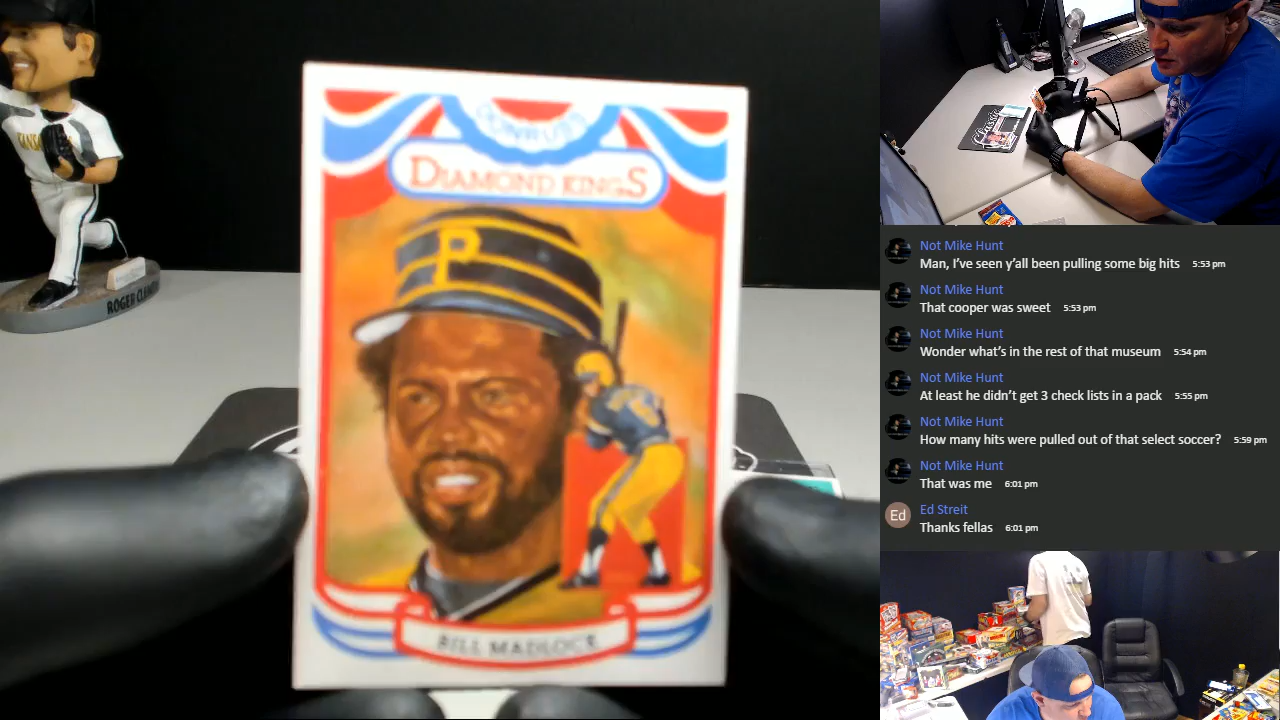 DONRUSS
DIAMOND KINGS
P
BILL MADLOCK
Not Mike Hunt
Man, I've seen y'all been pulling some big hits 5:53 pm
Not Mike Hunt
That cooper was sweet 5:53 pm
Not Mike Hunt
Wonder what's in the rest of that museum 5:54 pm
Not Mike Hunt
At least he didn't get 3 check lists in a pack 5:55 pm
Not Mike Hunt
How many hits were pulled out of that select soccer? 5:59 pm
Not Mike Hunt
That was me 6:01 pm
Ed
Ed Streit
Thanks fellas 6:01 pm